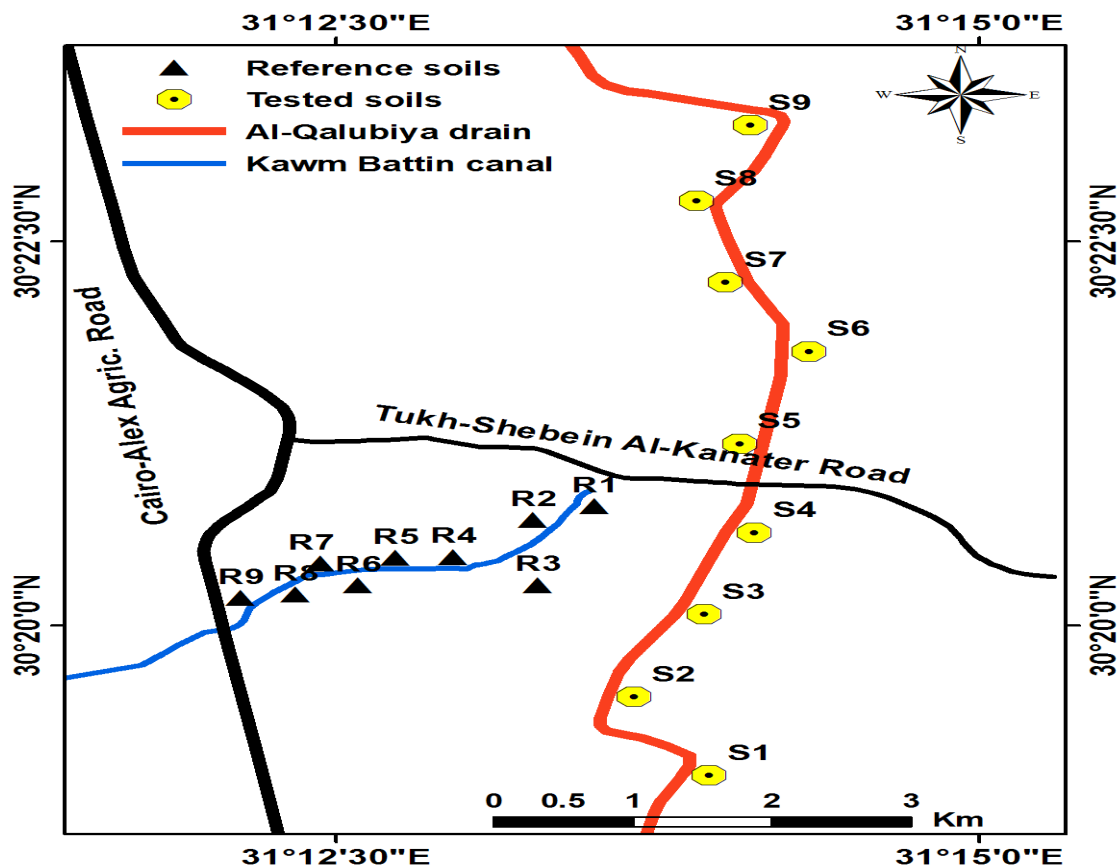 31°12'30"E
31°15'0"E
Reference soils
Tested soils
Al-Qalubiya drain
Kawm Battin canal
N
W
E
S
S9
S8
30°22'30"N
30°22'30"N
S7
S6
Cairo-Alex Agric. Road
Tukh-Shebein Al-Kanater Road
S5
R1
R2
S4
R7
R5
R4
R9
R8
R6
R3
S3
30°20'0"N
30°20'0"N
S2
S1
0 0.5 1 2 3
Km
31°12'30"E
31°15'0"E